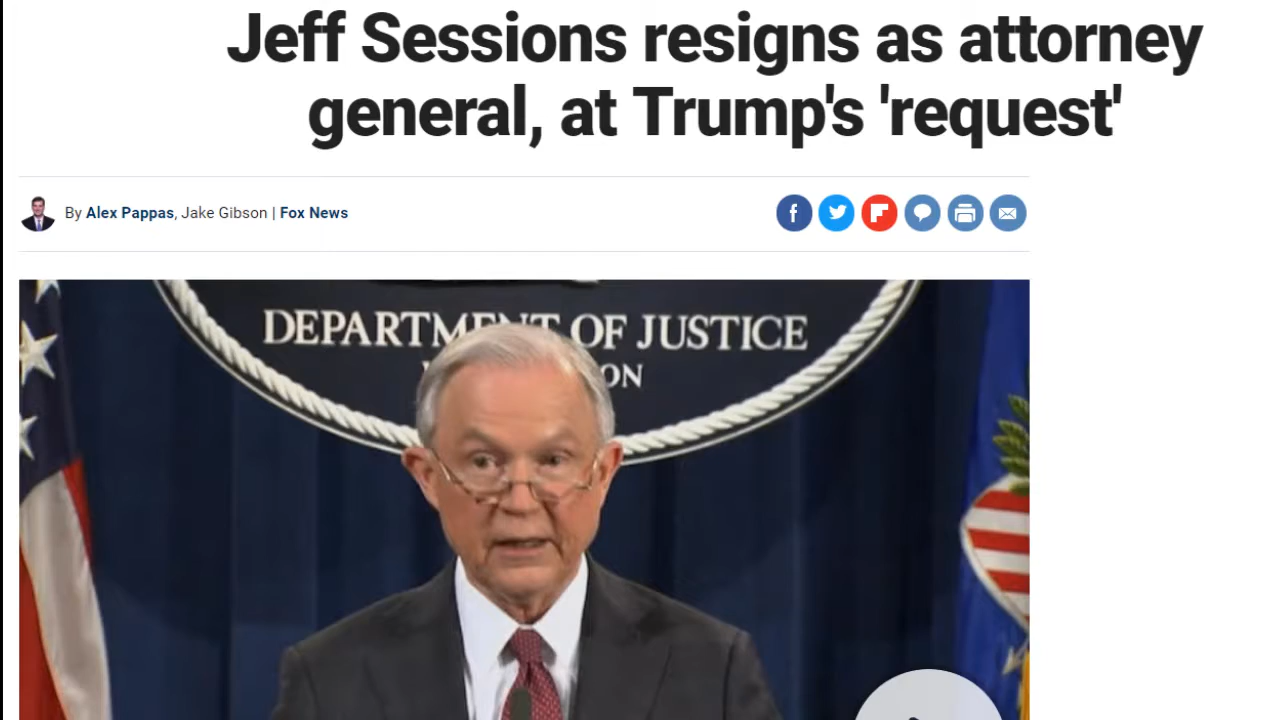 Jeff Sessions resigns as attorney
general, at Trump's 'request'
By Alex Pappas, Jake Gibson | Fox News
DEPARTMENT OF JUSTICE
ON